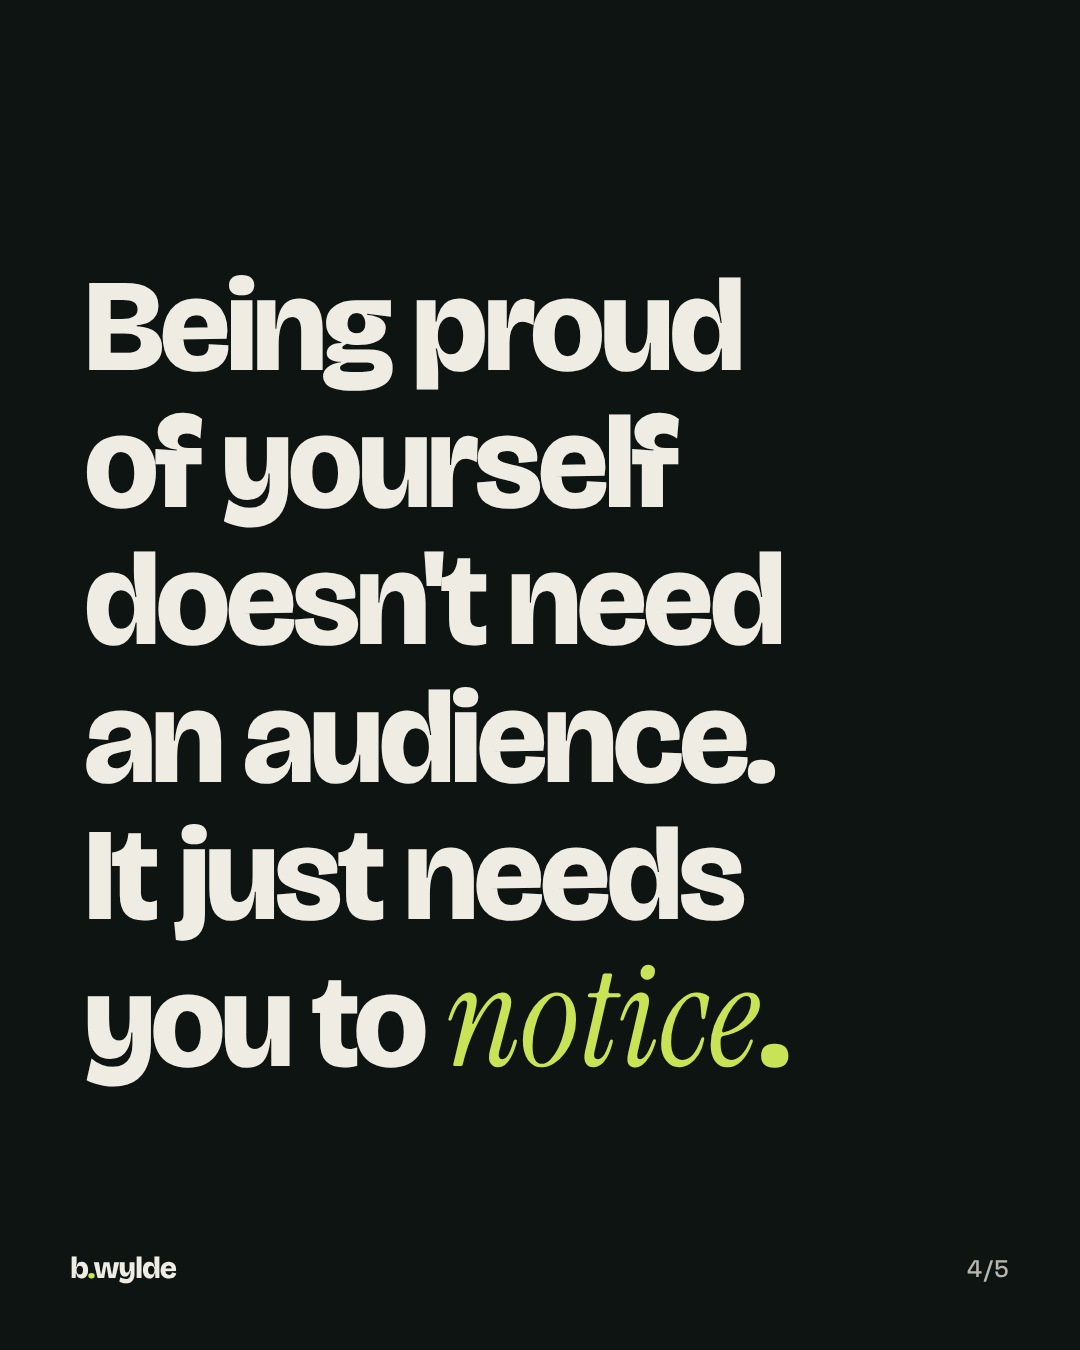 Being proud
of yourself
doesn't need
an audience.
It just needs
you to notice.
b.wylde
4/5